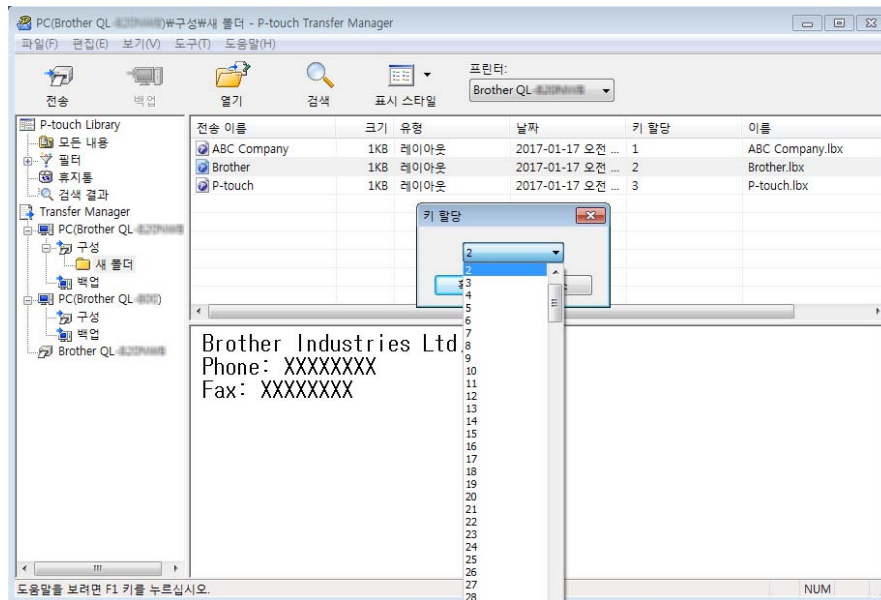 PC(Brother QL )₩구성₩새 폴더 - P-touch Transfer Manager
파일(F) 편집(E) 보기(V) 도구(T) 도움말(H)
전송 백업 열기 검색 표시 스타일
프린터:
Brother QL
P-touch Library
모든 내용
필터
휴지통
검색 결과
Transfer Manager
PC(Brother QL
구성
새 폴더
백업
PC(Brother QL )
구성
백업
Brother QL
전송 이름 크기 유형 날짜 키 할당 이름
ABC Company 1KB 레이아웃 2017-01-17 오전 ... 1 ABC Company.lbx
Brother 1KB 레이아웃 2017-01-17 오전 ... 2 Brother.lbx
P-touch 1KB 레이아웃 2017-01-17 오전 ... 3 P-touch.lbx
키 할당
2
2
3
4
5
6
7
8
9
10
11
12
13
14
15
16
17
18
19
20
21
22
23
24
25
26
27
28
Brother Industries Ltd.
Phone: XXXXXXXX
Fax: XXXXXXXX
도움말을 보려면 F1 키를 누르십시오.
NUM